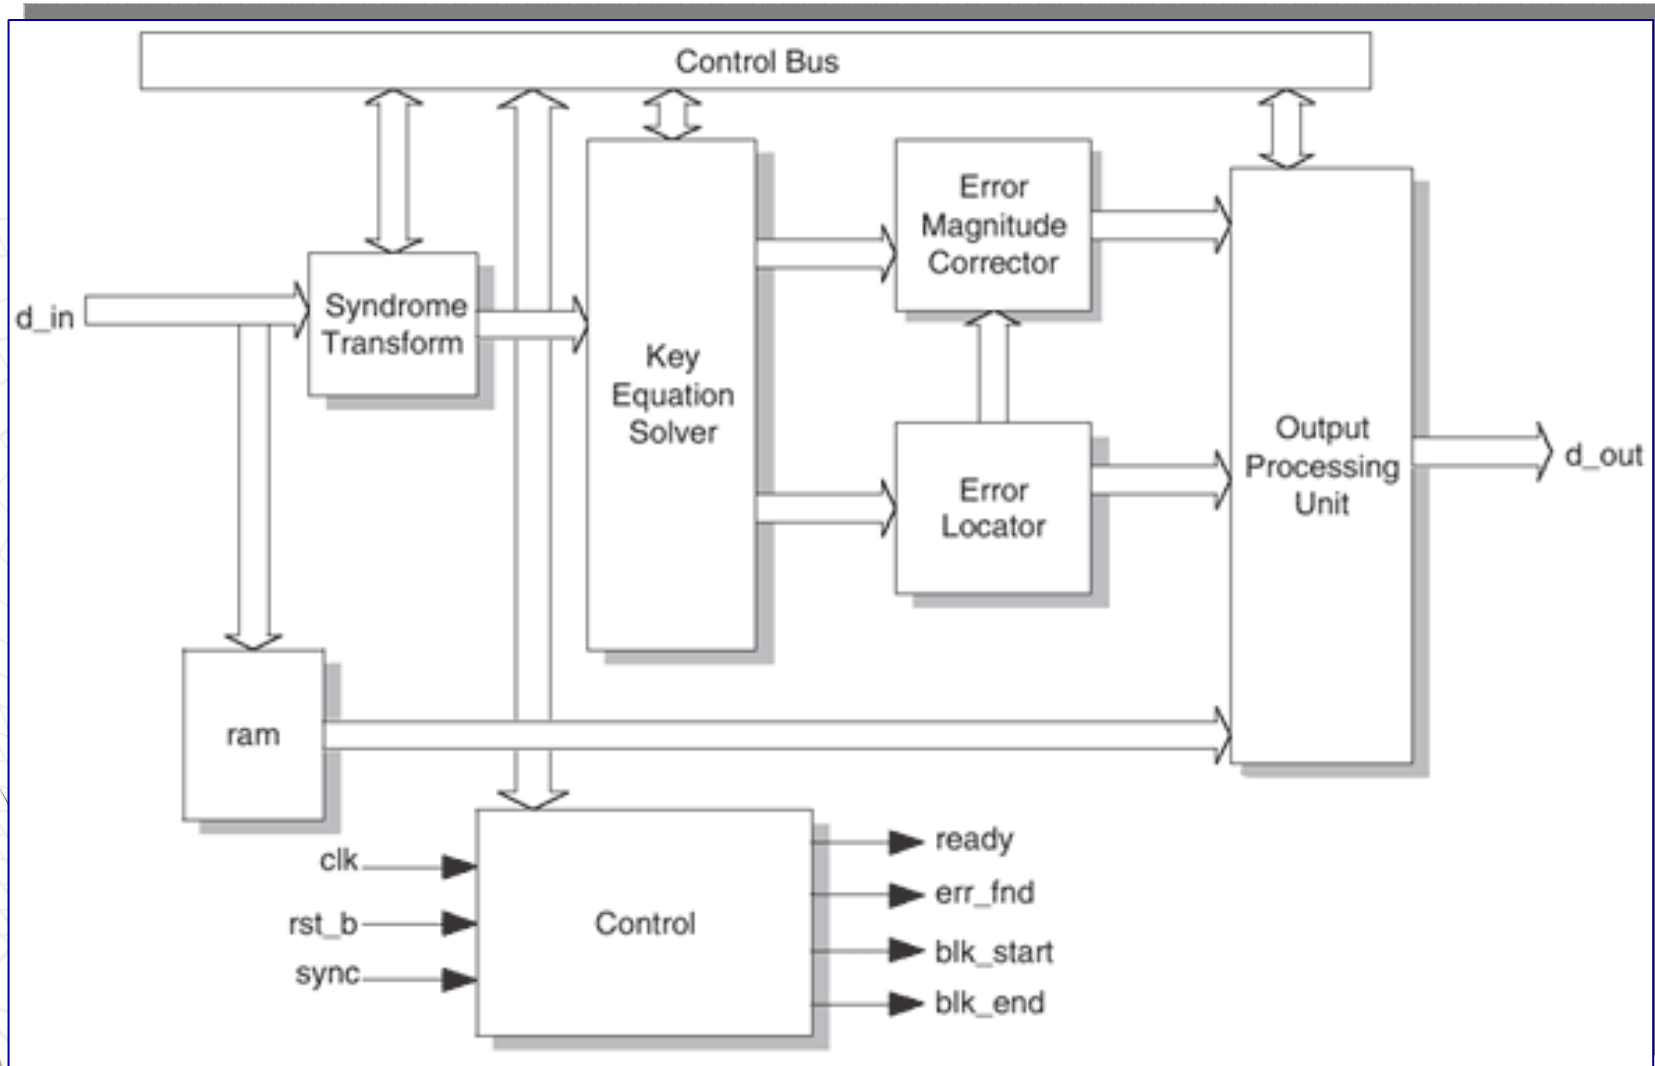 Control Bus
Error
Magnitude
Corrector
d_in
Syndrome
Transform
Key
Equation
Solver
Output
Processing
Unit
d_out
Error
Locator
ram
clk
rst_b
sync
Control
ready
err_fnd
blk_start
blk_end